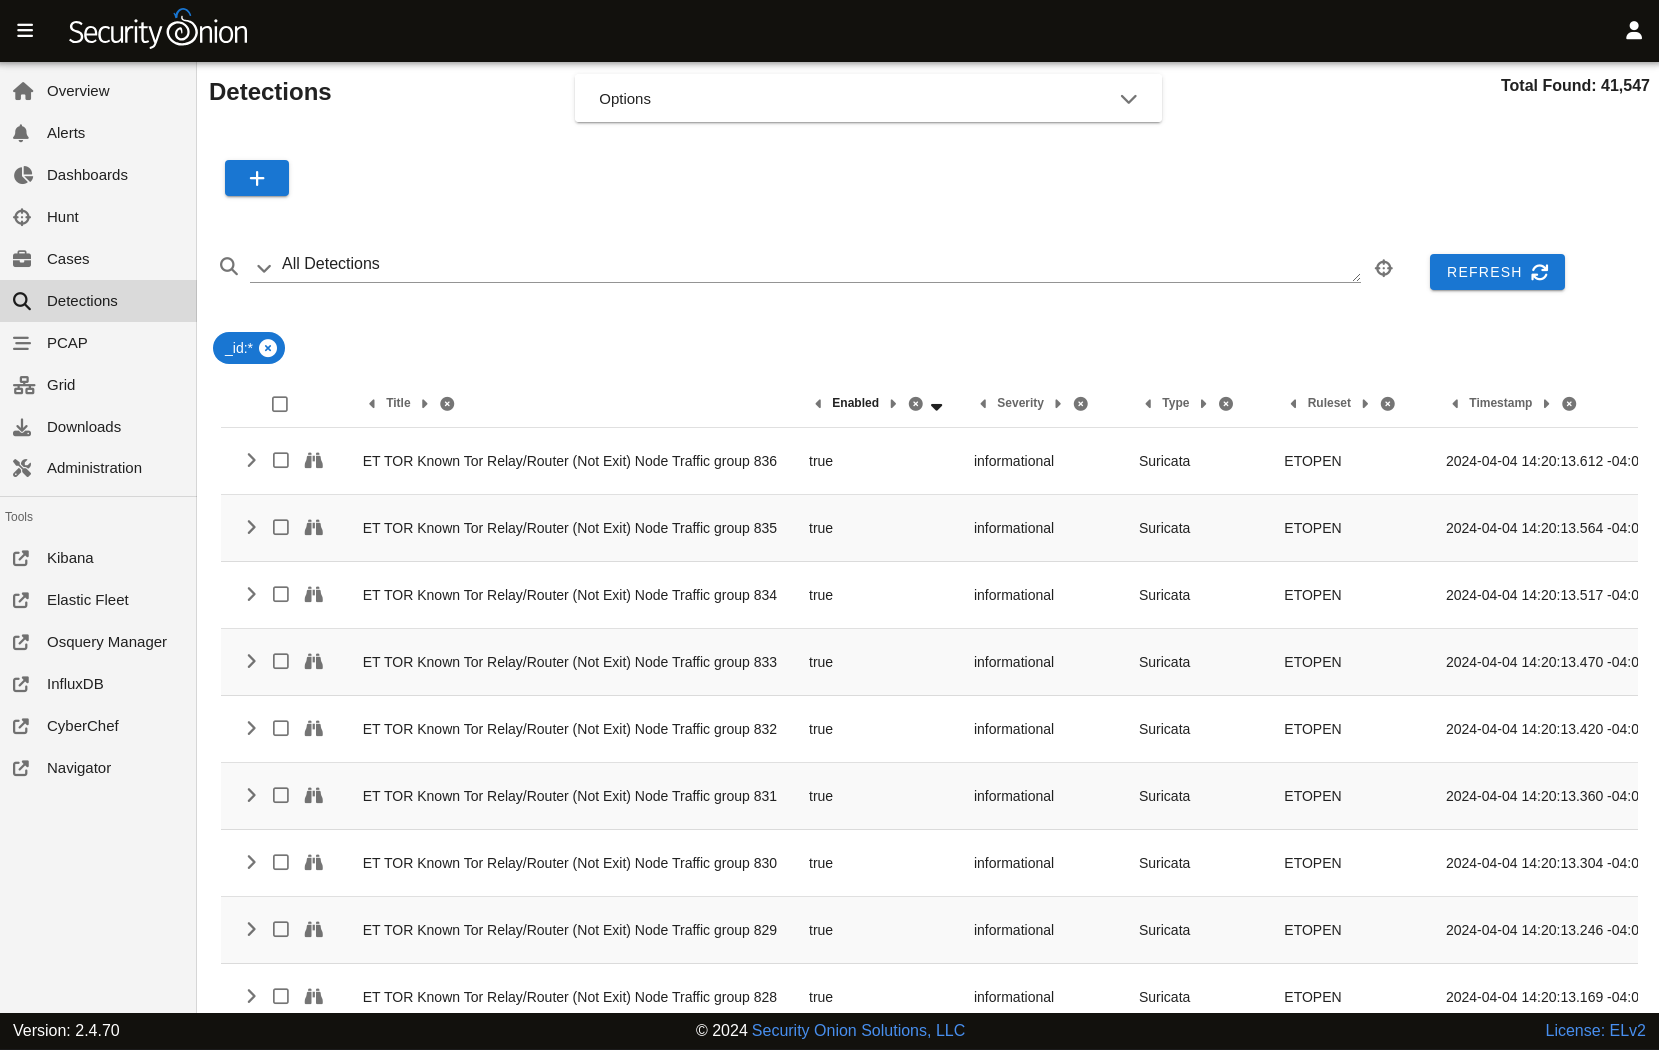 Security Onion
Overview
Alerts
Dashboards
Hunt
Cases
Detections
PCAP
Grid
Downloads
Administration
Tools
Kibana
Elastic Fleet
Osquery Manager
InfluxDB
CyberChef
Navigator
Detections
Options
Total Found: 41,547
+
All Detections
REFRESH
_id:*
Title Enabled Severity Type Ruleset Timestamp
ET TOR Known Tor Relay/Router (Not Exit) Node Traffic group 836 true informational Suricata ETOPEN 2024-04-04 14:20:13.612 -04:0
ET TOR Known Tor Relay/Router (Not Exit) Node Traffic group 835 true informational Suricata ETOPEN 2024-04-04 14:20:13.564 -04:0
ET TOR Known Tor Relay/Router (Not Exit) Node Traffic group 834 true informational Suricata ETOPEN 2024-04-04 14:20:13.517 -04:0
ET TOR Known Tor Relay/Router (Not Exit) Node Traffic group 833 true informational Suricata ETOPEN 2024-04-04 14:20:13.470 -04:0
ET TOR Known Tor Relay/Router (Not Exit) Node Traffic group 832 true informational Suricata ETOPEN 2024-04-04 14:20:13.420 -04:0
ET TOR Known Tor Relay/Router (Not Exit) Node Traffic group 831 true informational Suricata ETOPEN 2024-04-04 14:20:13.360 -04:0
ET TOR Known Tor Relay/Router (Not Exit) Node Traffic group 830 true informational Suricata ETOPEN 2024-04-04 14:20:13.304 -04:0
ET TOR Known Tor Relay/Router (Not Exit) Node Traffic group 829 true informational Suricata ETOPEN 2024-04-04 14:20:13.246 -04:0
ET TOR Known Tor Relay/Router (Not Exit) Node Traffic group 828 true informational Suricata ETOPEN 2024-04-04 14:20:13.169 -04:0
Version: 2.4.70
© 2024 Security Onion Solutions, LLC
License: ELv2